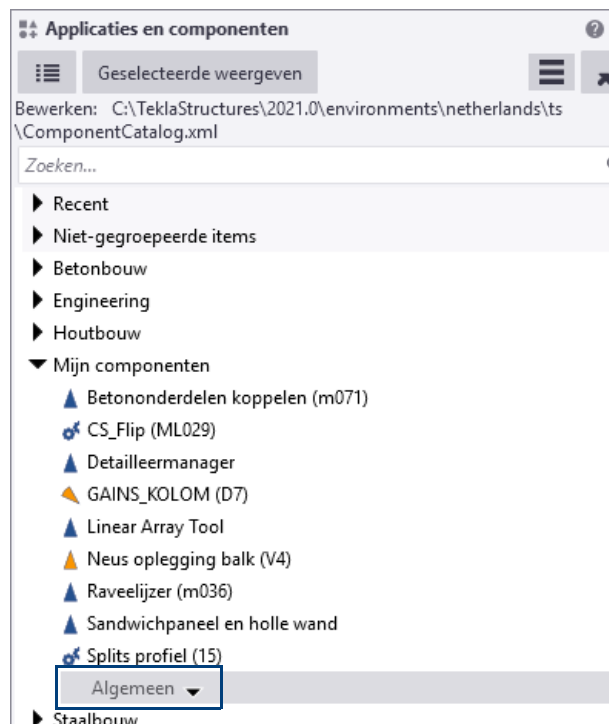 Applicaties en componenten
Geselecteerde weergeven
Bewerken: C:\TeklaStructures\2021.0\environments\netherlands\ts
\ComponentCatalog.xml
Zoeken...
Recent
Niet-gegroepeerde items
Betonbouw
Engineering
Houtbouw
Mijn componenten
Betononderdelen koppelen (m071)
CS_Flip (ML029)
Detailleermanager
GAINS_KOLOM (D7)
Linear Array Tool
Neus oplegging balk (V4)
Raveelijzer (m036)
Sandwichpaneel en holle wand
Splits profiel (15)
Algemeen
Staalbouw